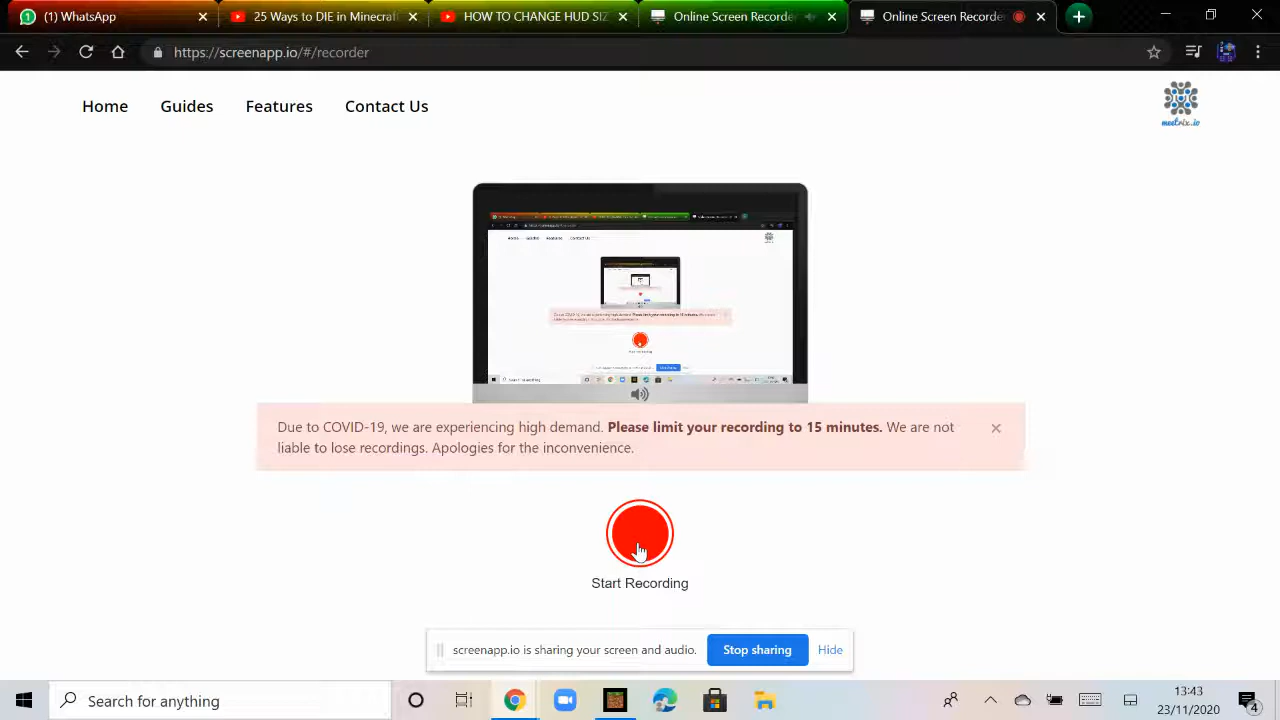 (1) WhatsApp
25 Ways to DIE in Minecraft
HOW TO CHANGE HUD SIZ
Online Screen Recorde
Online Screen Recorde
https://screenapp.io/#/recorder
Home
Guides
Features
Contact Us
meetrix.io
Due to COVID-19, we are experiencing high demand. Please limit your recording to 15 minutes. We are not
liable to lose recordings. Apologies for the inconvenience.
Start Recording
screenapp.io is sharing your screen and audio.
Stop sharing
Hide
Search for anything
13:43
23/11/2020
4